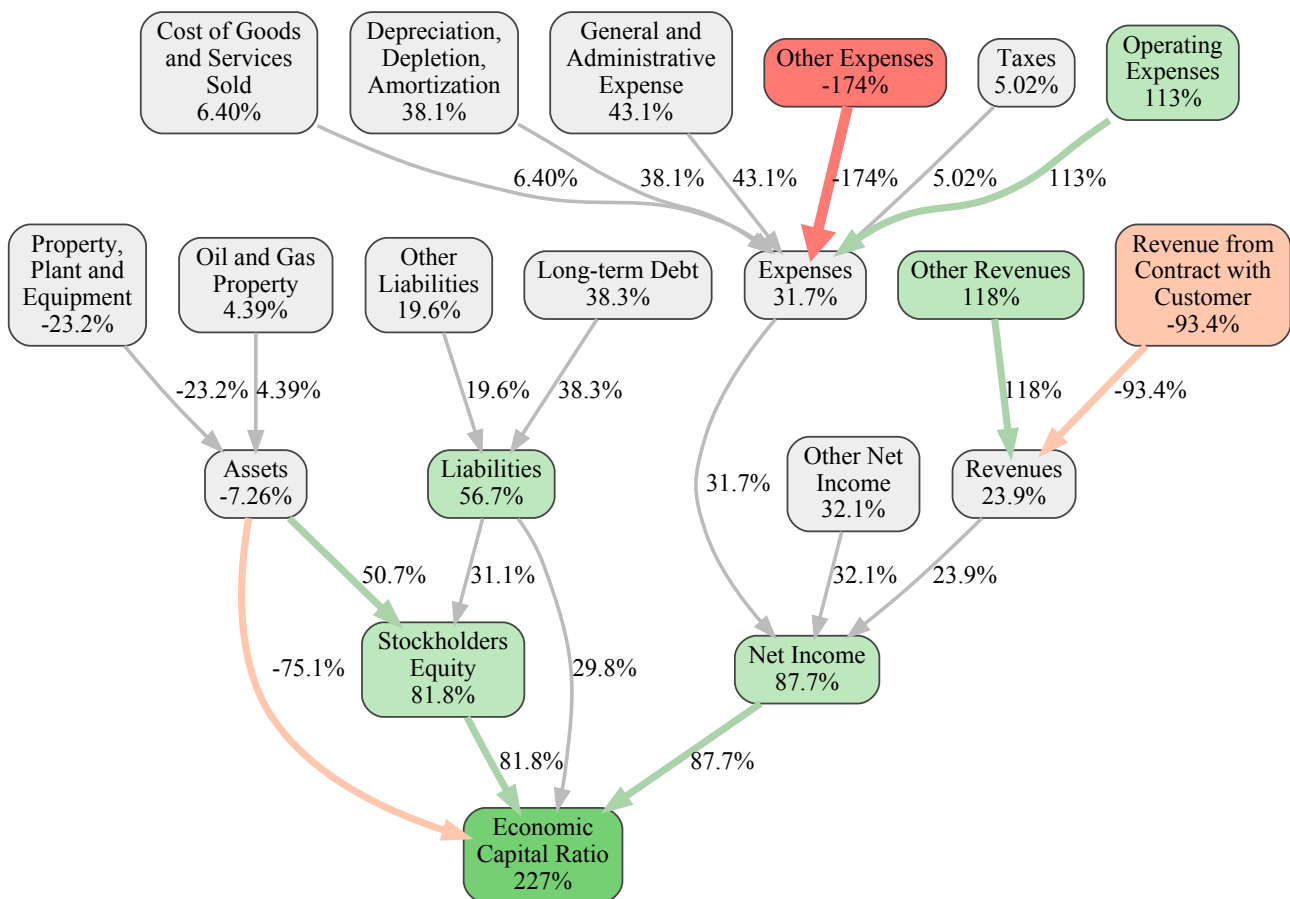 Cost of Goods
and Services
Sold
6.40%
Depreciation,
Depletion,
Amortization
38.1%
General and
Administrative
Expense
43.1%
Other Expenses
-174%
Taxes
5.02%
Operating
Expenses
113%
6.40%
38.1%
43.1%
-174%
5.02%
113%
Property,
Plant and
Equipment
-23.2%
Oil and Gas
Property
4.39%
Other
Liabilities
19.6%
Long-term Debt
38.3%
Expenses
31.7%
Other Revenues
118%
Revenue from
Contract with
Customer
-93.4%
-23.2%
4.39%
19.6%
38.3%
118%
-93.4%
Assets
-7.26%
Liabilities
56.7%
31.7%
Other Net
Income
32.1%
Revenues
23.9%
50.7%
31.1%
32.1%
23.9%
-75.1%
Stockholders
Equity
81.8%
29.8%
Net Income
87.7%
81.8%
87.7%
Economic
Capital Ratio
227%